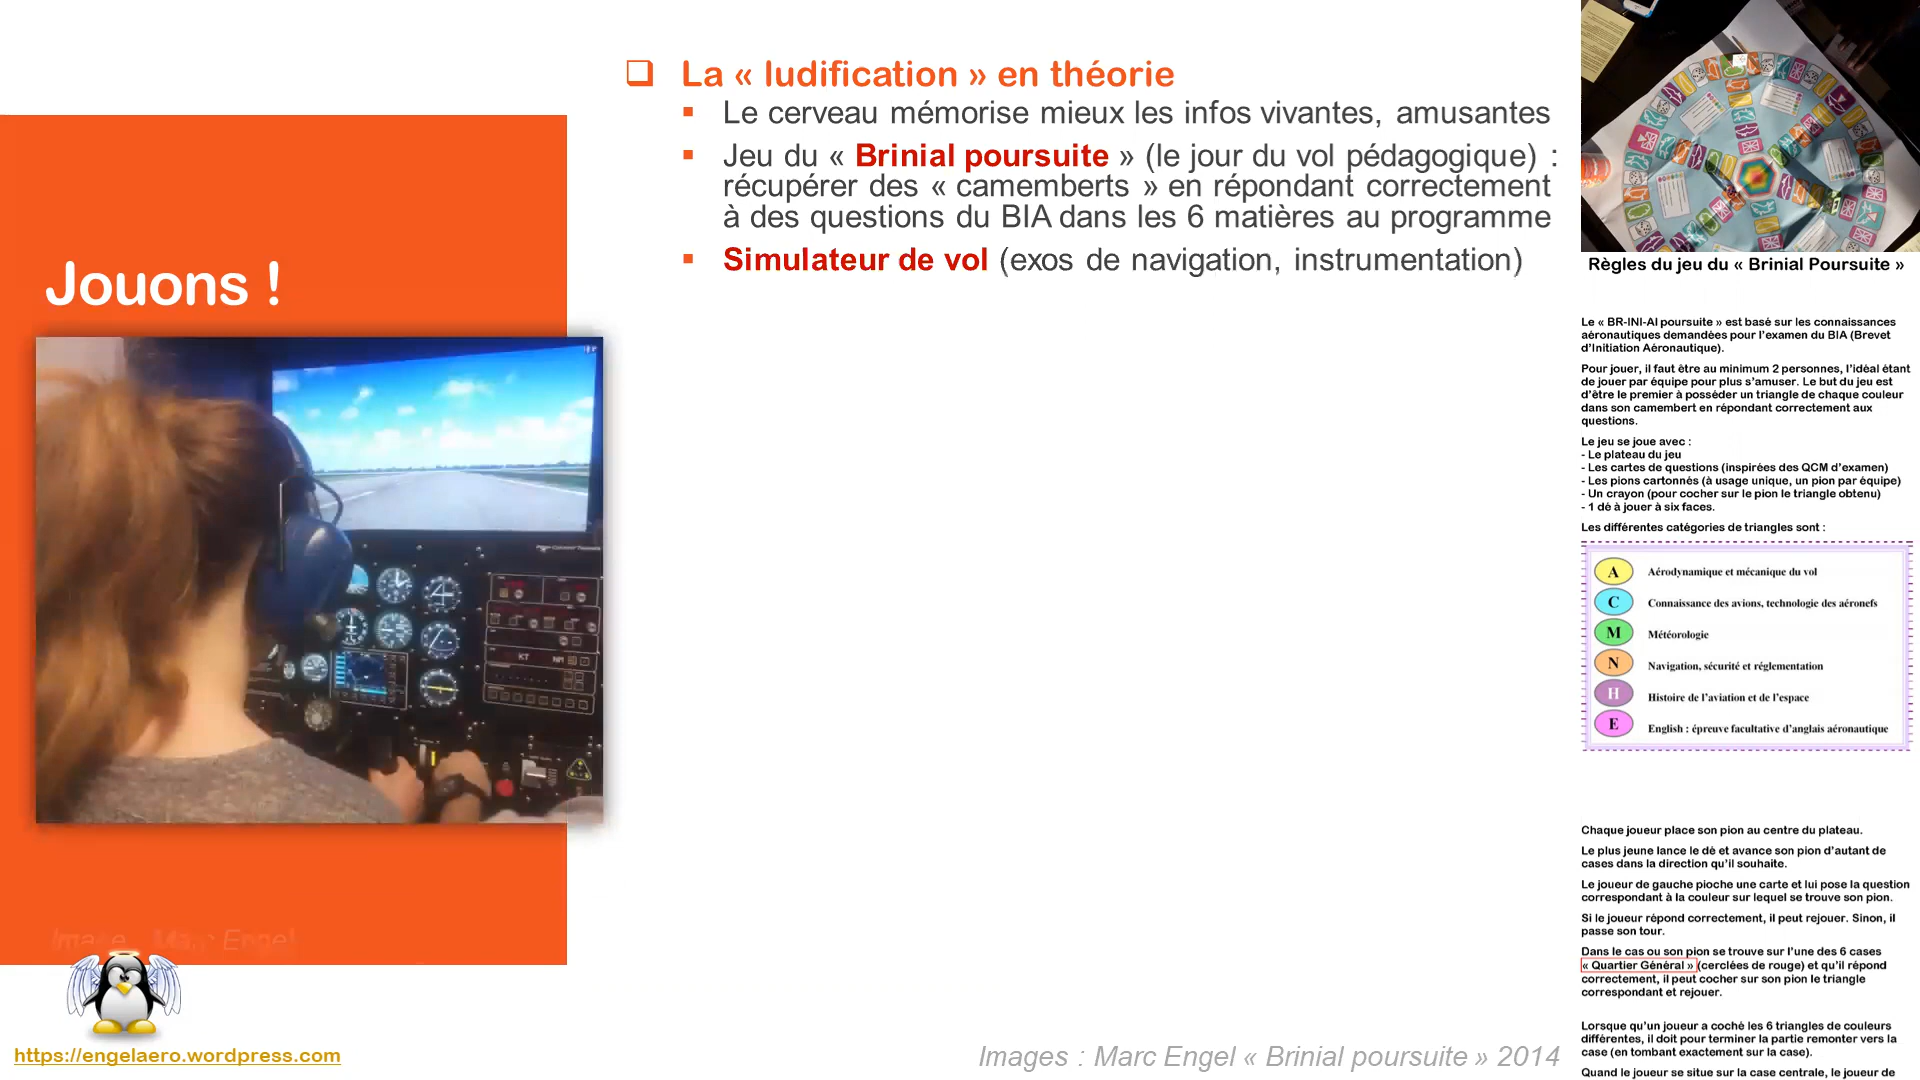 Jouons !
Image : Marc Engel
https://engelaero.wordpress.com
La « ludification » en théorie
Le cerveau mémorise mieux les infos vivantes, amusantes
Jeu du « Brinial poursuite » (le jour du vol pédagogique) :
récupérer des « camemberts » en répondant correctement
à des questions du BIA dans les 6 matières au programme
Simulateur de vol (exos de navigation, instrumentation)
Images : Marc Engel « Brinial poursuite » 2014
Règles du jeu du « Brinial Poursuite »
Le « BR-INI-AI poursuite » est basé sur les connaissances
aéronautiques demandées pour l'examen du BIA (Brevet
d'Initiation Aéronautique).
Pour jouer, il faut être au minimum 2 personnes, l'idéal étant
de jouer par équipe pour plus s'amuser. Le but du jeu est
d'être le premier à posséder un triangle de chaque couleur
dans son camembert en répondant correctement aux
questions.
Le jeu se joue avec :
- Le plateau du jeu
- Les cartes de questions (inspirées des QCM d'examen)
- Les pions cartonnés (à usage unique, un pion par équipe)
- Un crayon (pour cocher sur le pion le triangle obtenu)
- 1 dé à jouer à six faces.
Les différentes catégories de triangles sont :
A Aérodynamique et mécanique du vol
C Connaissance des avions, technologie des aéronefs
M Météorologie
N Navigation, sécurité et réglementation
H Histoire de l'aviation et de l'espace
E English : épreuve facultative d'anglais aéronautique
Chaque joueur place son pion au centre du plateau.
Le plus jeune lance le dé et avance son pion d'autant de
cases dans la direction qu'il souhaite.
Le joueur de gauche pioche une carte et lui pose la question
correspondant à la couleur sur lequel se trouve son pion.
Si le joueur répond correctement, il peut rejouer. Sinon, il
passe son tour.
Dans le cas ou son pion se trouve sur l'une des 6 cases
« Quartier Général » (cerclées de rouge) et qu'il répond
correctement, il peut cocher sur son pion le triangle
correspondant et rejouer.
Lorsque qu'un joueur a coché les 6 triangles de couleurs
différentes, il doit pour terminer la partie remonter vers la
case (en tombant exactement sur la case).
Quand le joueur se situe sur la case centrale, le joueur de